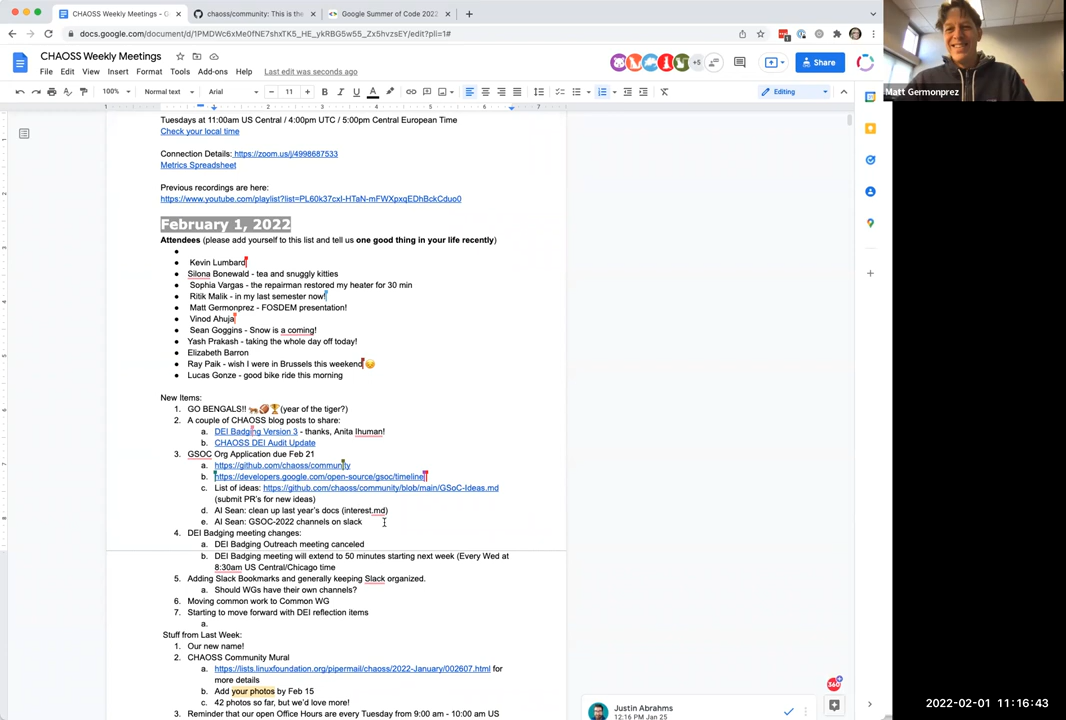 CHAOSS Weekly Meetings - G
chaoss/community: This is the
Google Summer of Code 2022
docs.google.com/document/d/1PMDWc6xMe0fNE7shxTK5_HE_ykRBG5w55_Zx5hvzsEY/edit?pli=1#
CHAOSS Weekly Meetings
File Edit View Insert Format Tools Add-ons Help Last edit was seconds ago
+5
Share
100% Normal text Arial 11 B I U A Editing
Matt Germonprez
Tuesdays at 11:00am US Central / 4:00pm UTC / 5:00pm Central European Time
Check your local time
Connection Details: https://zoom.us/j/4998687533
Metrics Spreadsheet
Previous recordings are here:
https://www.youtube.com/playlist?list=PL60k37cxI-HTaN-mFWXpxqEDhBckCduo0
February 1, 2022
Attendees (please add yourself to this list and tell us one good thing in your life recently)
Kevin Lumbard
Silona Bonewald - tea and snuggly kitties
Sophia Vargas - the repairman restored my heater for 30 min
Ritik Malik - in my last semester now!
Matt Germonprez - FOSDEM presentation!
Vinod Ahuja
Sean Goggins - Snow is a coming!
Yash Prakash - taking the whole day off today!
Elizabeth Barron
Ray Paik - wish I were in Brussels this weekend 😔
Lucas Gonze - good bike ride this morning
New Items:
1. GO BENGALS!! 🐅🏈🏆(year of the tiger?)
2. A couple of CHAOSS blog posts to share:
a. DEI Badging Version 3 - thanks, Anita Ihuman!
b. CHAOSS DEI Audit Update
3. GSOC Org Application due Feb 21
a. https://github.com/chaoss/community
b. https://developers.google.com/open-source/gsoc/timeline
c. List of ideas: https://github.com/chaoss/community/blob/main/GSoC-Ideas.md
(submit PR's for new ideas)
d. AI Sean: clean up last year's docs (interest.md)
e. AI Sean: GSOC-2022 channels on slack
4. DEI Badging meeting changes:
a. DEI Badging Outreach meeting canceled
b. DEI Badging meeting will extend to 50 minutes starting next week (Every Wed at
8:30am US Central/Chicago time
5. Adding Slack Bookmarks and generally keeping Slack organized.
a. Should WGs have their own channels?
6. Moving common work to Common WG
7. Starting to move forward with DEI reflection items
a.
Stuff from Last Week:
1. Our new name!
2. CHAOSS Community Mural
a. https://lists.linuxfoundation.org/pipermail/chaoss/2022-January/002607.html for
more details
b. Add your photos by Feb 15
c. 42 photos so far, but we'd love more!
3. Reminder that our open Office Hours are every Tuesday from 9:00 am - 10:00 am US
Justin Abrahms
12:16 PM Jan 25
360
2022-02-01 11:16:43